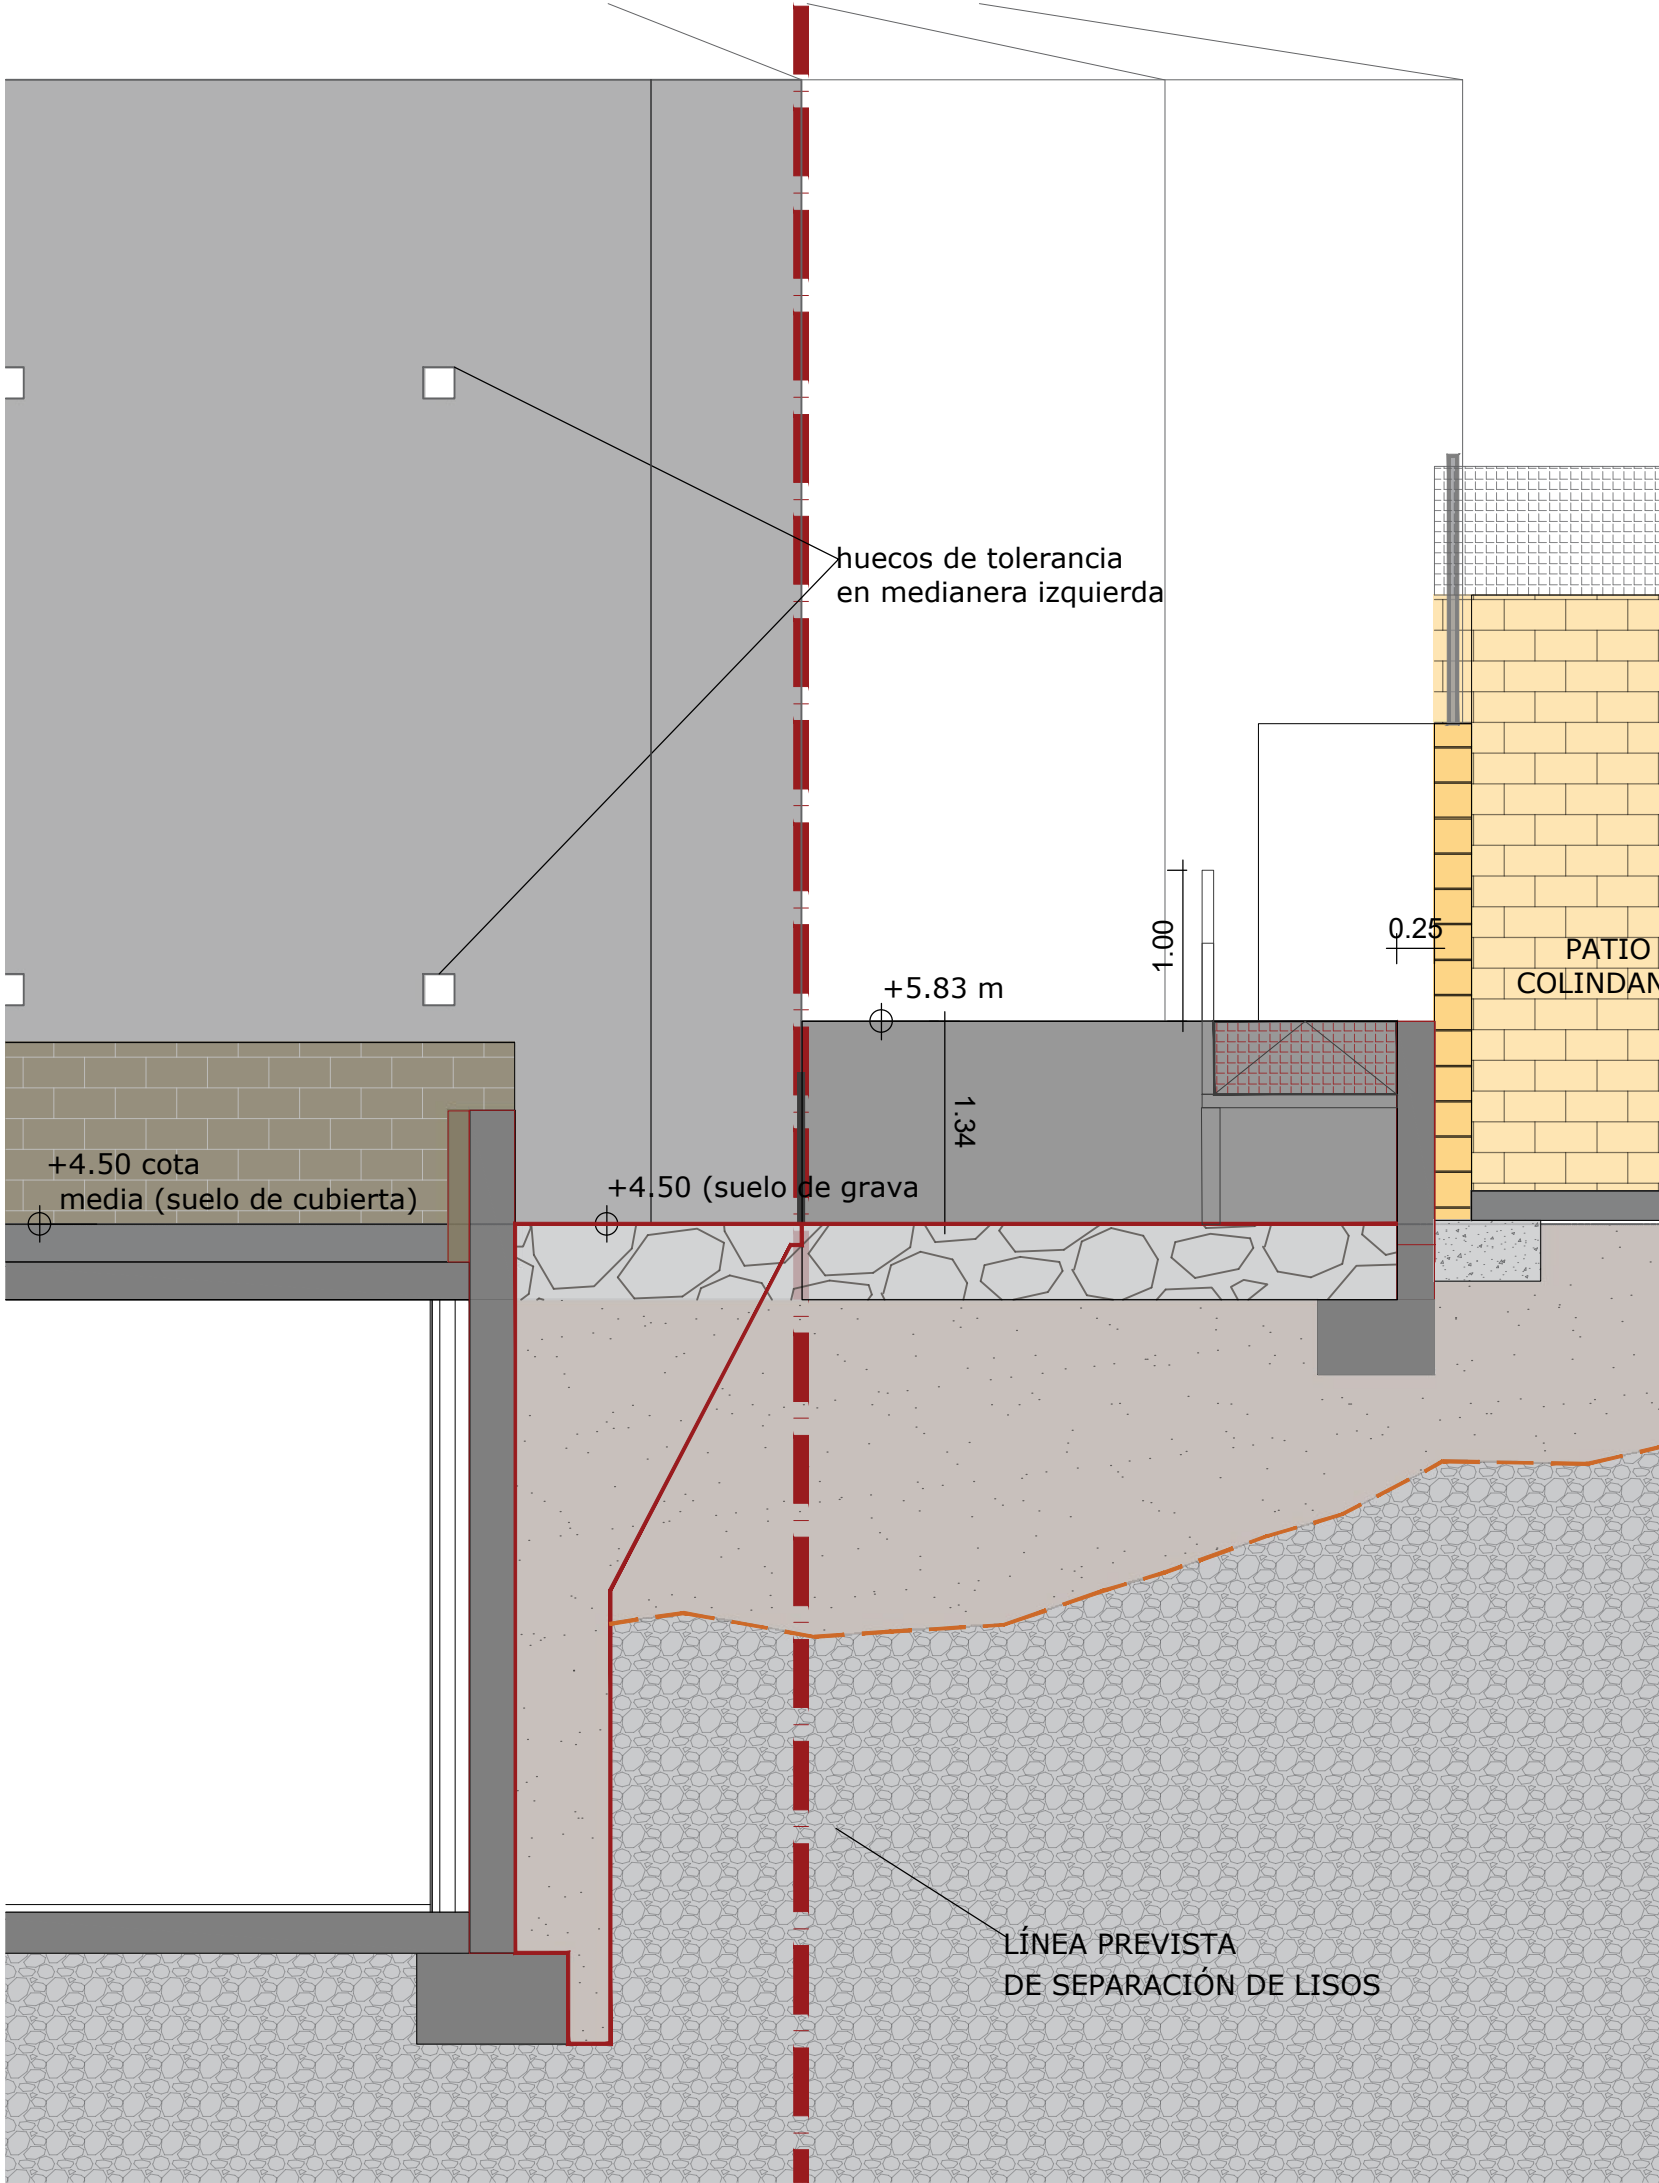 huecos de tolerancia
en medianera izquierda
1.00
0.25
PATIO
COLINDAN
+5.83 m
1.34
+4.50 cota
media (suelo de cubierta)
+4.50 (suelo de grava
LÍNEA PREVISTA
DE SEPARACIÓN DE LISOS